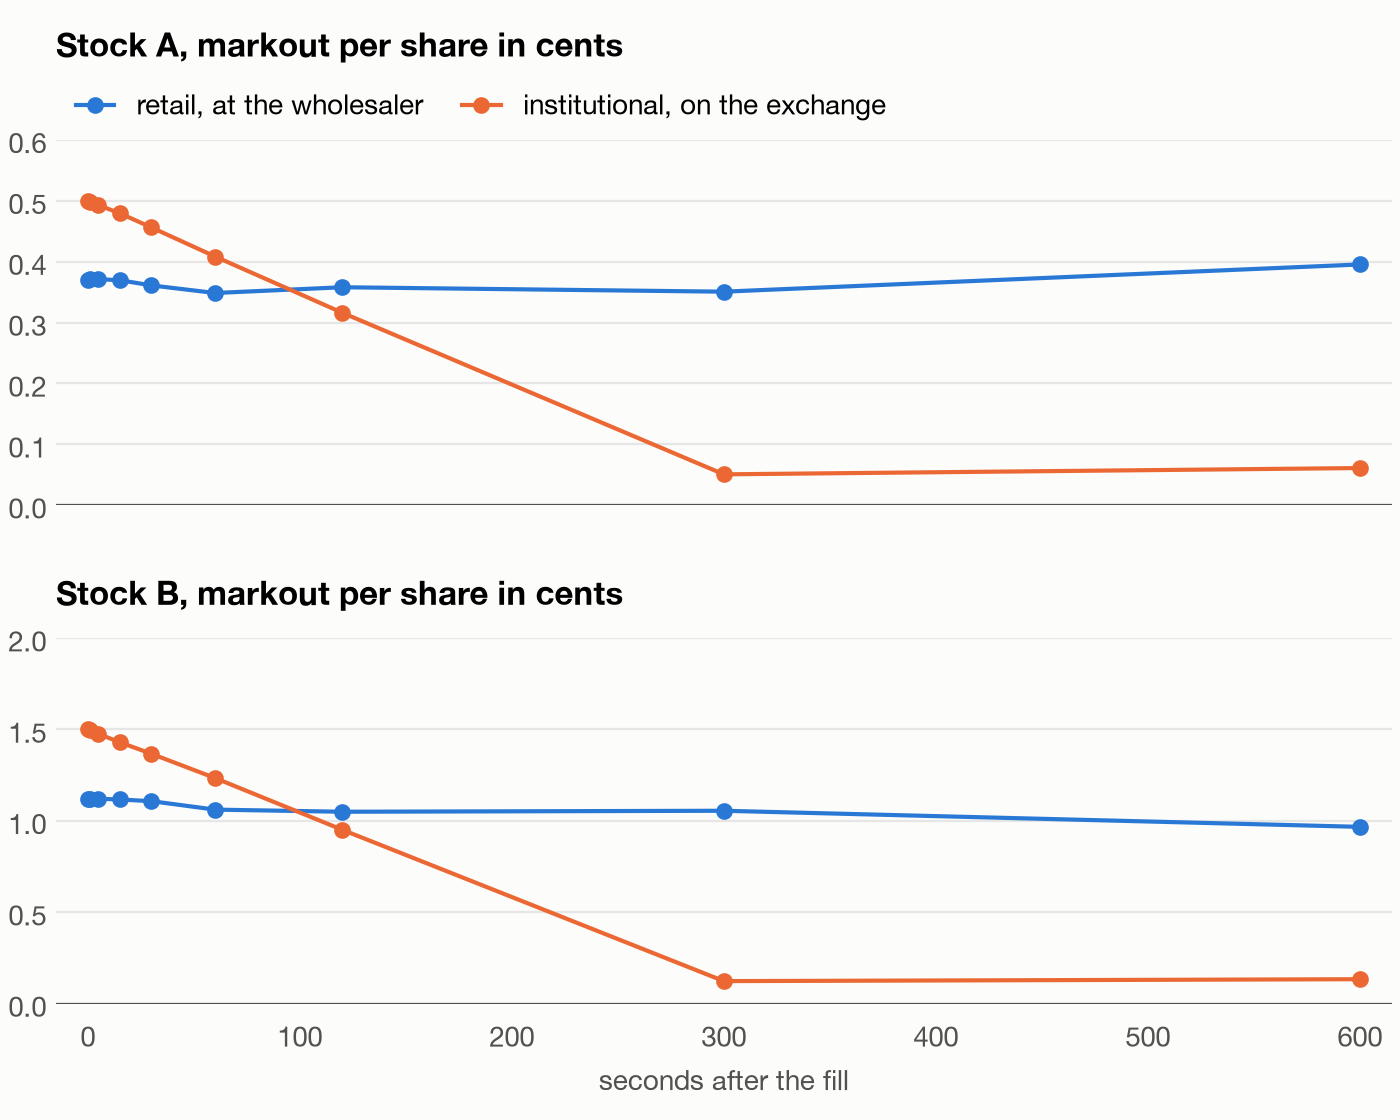 Stock A, markout per share in cents
retail, at the wholesaler institutional, on the exchange
0.6
0.5
0.4
0.3
0.2
0.1
0.0
Stock B, markout per share in cents
2.0
1.5
1.0
0.5
0.0
0 100 200 300 400 500 600
seconds after the fill